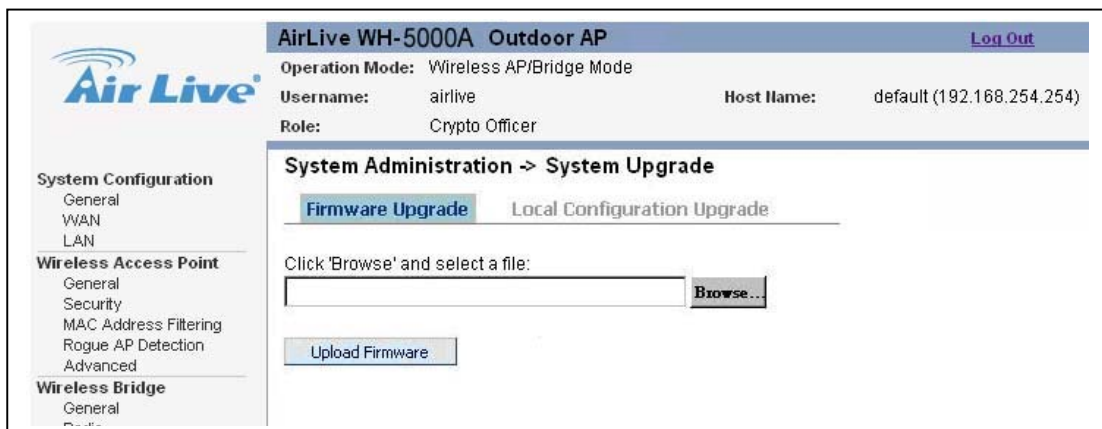 Air Live
AirLive WH-5000A Outdoor AP Log Out
Operation Mode: Wireless AP/Bridge Mode
Username: airlive Host Name: default (192.168.254.254)
Role: Crypto Officer
System Configuration
General
WAN
LAN
Wireless Access Point
General
Security
MAC Address Filtering
Rogue AP Detection
Advanced
Wireless Bridge
General
System Administration -> System Upgrade
Firmware Upgrade Local Configuration Upgrade
Click 'Browse' and select a file:
Browse...
Upload Firmware